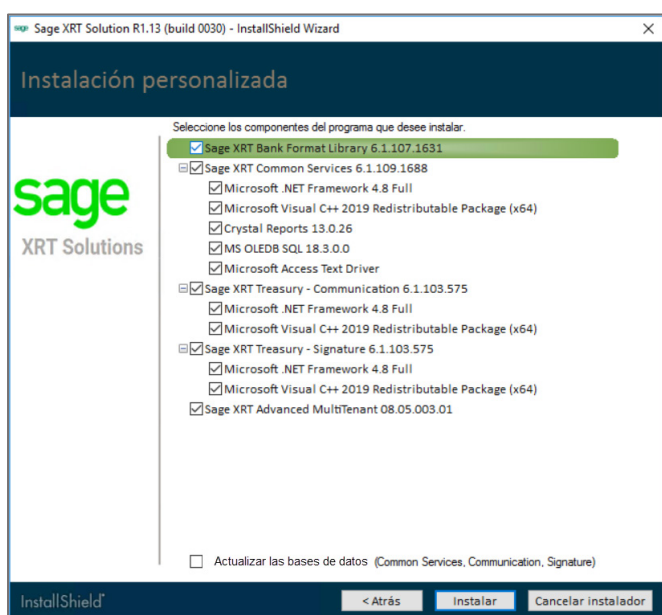 Sage XRT Solution R1.13 (build 0030) - InstallShield Wizard
Instalación personalizada
Seleccione los componentes del programa que desee instalar.
Sage XRT Bank Format Library 6.1.107.1631
Sage XRT Common Services 6.1.109.1688
Microsoft .NET Framework 4.8 Full
Microsoft Visual C++ 2019 Redistributable Package (x64)
Crystal Reports 13.0.26
MS OLEDB SQL 18.3.0.0
Microsoft Access Text Driver
Sage XRT Treasury - Communication 6.1.103.575
Microsoft .NET Framework 4.8 Full
Microsoft Visual C++ 2019 Redistributable Package (x64)
Sage XRT Treasury - Signature 6.1.103.575
Microsoft .NET Framework 4.8 Full
Microsoft Visual C++ 2019 Redistributable Package (x64)
Sage XRT Advanced MultiTenant 08.05.003.01
sage
XRT Solutions
Actualizar las bases de datos (Common Services, Communication, Signature)
InstallShield
< Atrás
Instalar
Cancelar instalador